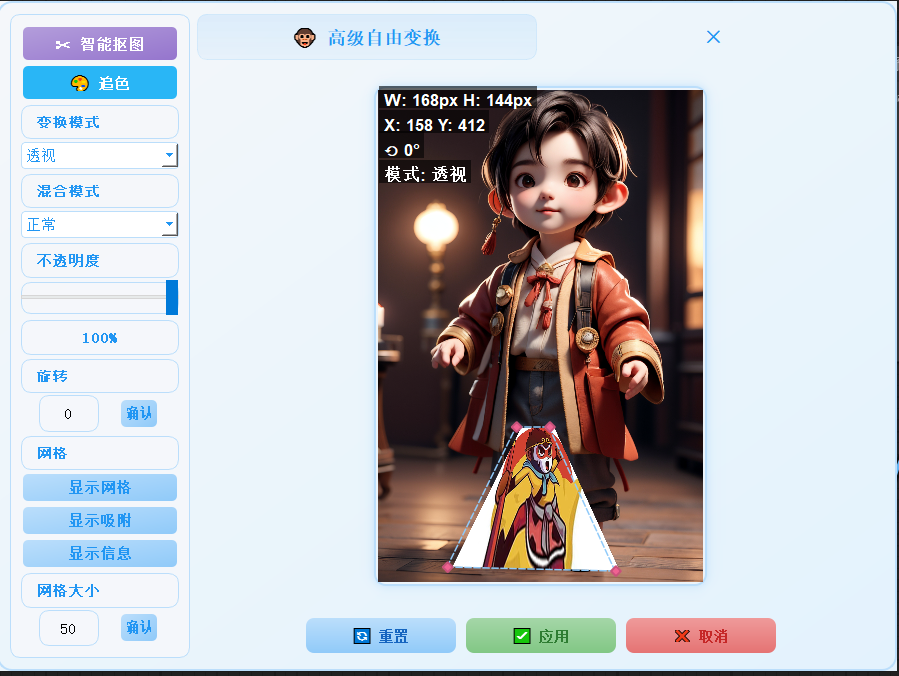 智能抠图
追色
变换模式
透视
混合模式
正常
不透明度
100%
旋转
0
确认
网格
显示网格
显示吸附
显示信息
网格大小
50
确认
高级自由变换
W: 168px H: 144px
X: 158 Y: 412
⟲ 0°
模式: 透视
重置
应用
取消